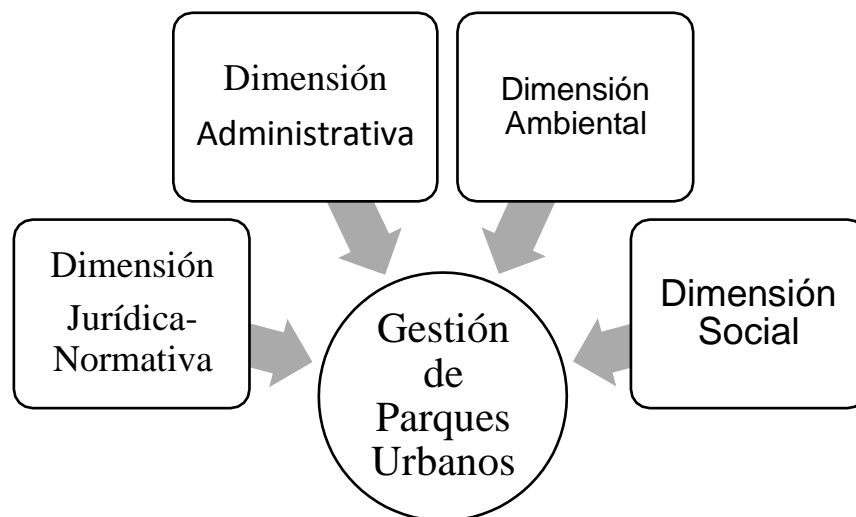 Dimensión
Administrativa
Dimensión
Ambiental
Dimensión
Jurídica-
Normativa
Dimensión
Social
Gestión
de
Parques
Urbanos